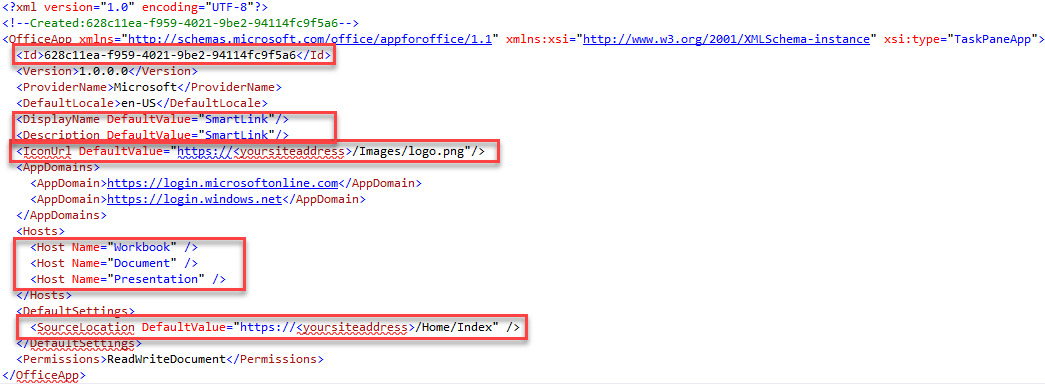 <?xml version="1.0" encoding="UTF-8"?>
<!--Created:628c11ea-f959-4021-9be2-94114fc9f5a6-->
<OfficeApp xmlns="http://schemas.microsoft.com/office/appforoffice/1.1" xmlns:xsi="http://www.w3.org/2001/XMLSchema-instance" xsi:type="TaskPaneApp">
<Id>628c11ea-f959-4021-9be2-94114fc9f5a6</Id>
<Version>1.0.0.0</Version>
<ProviderName>Microsoft</ProviderName>
<DefaultLocale>en-US</DefaultLocale>
<DisplayName DefaultValue="SmartLink"/>
<Description DefaultValue="SmartLink"/>
<IconUrl DefaultValue="https://<yoursiteaddress>/Images/logo.png"/>
<AppDomains>
<AppDomain>https://login.microsoftonline.com</AppDomain>
<AppDomain>https://login.windows.net</AppDomain>
</AppDomains>
<Hosts>
<Host Name="Workbook" />
<Host Name="Document" />
<Host Name="Presentation" />
</Hosts>
<DefaultSettings>
<SourceLocation DefaultValue="https://<yoursiteaddress>/Home/Index" />
</DefaultSettings>
<Permissions>ReadWriteDocument</Permissions>
</OfficeApp>